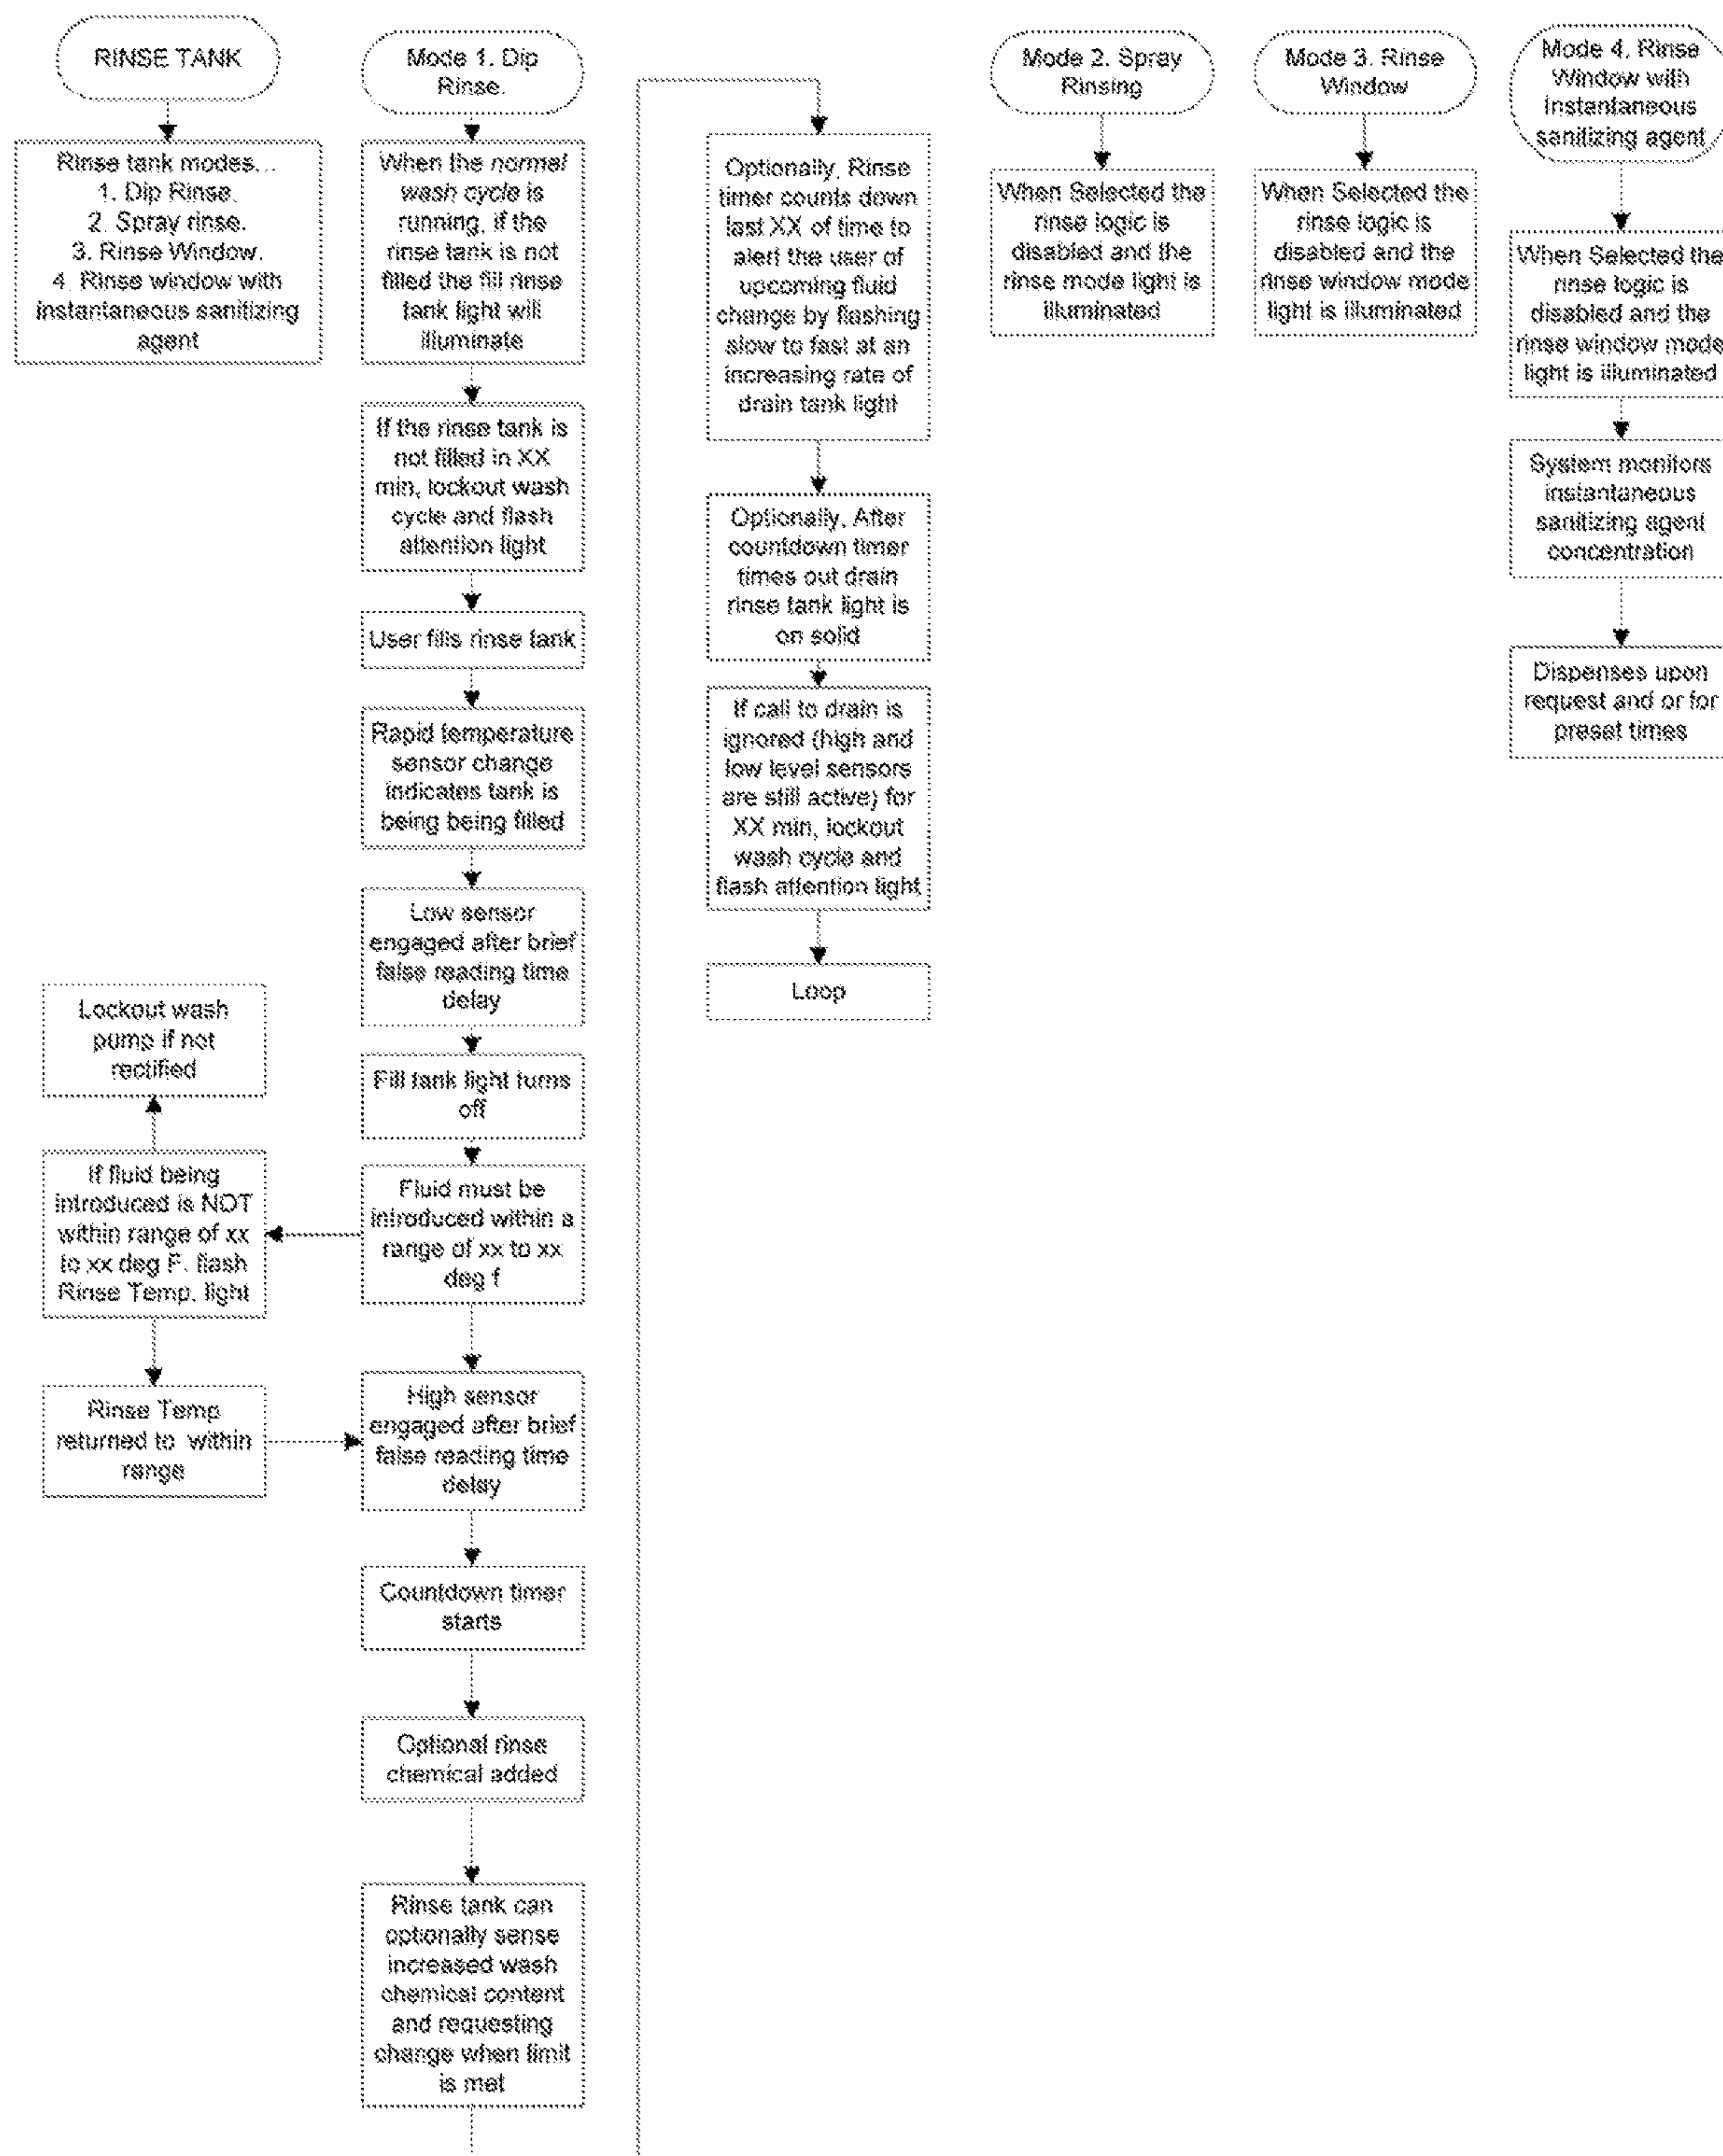 RINSE TANK
Rinse tank modes...
1. Dip Rinse.
2. Spray rinse.
3. Rinse Window.
4. Rinse window with
instantaneous sanitizing
agent
Mode 1. Dip
Rinse.
When the normal
wash cycle is
running, if the
rinse tank is not
filled the fill rinse
tank light will
illuminate
If the rinse tank is
not filled in XX
min, lockout wash
cycle and flash
attention light
User fills rinse tank
Rapid temperature
sensor change
indicates tank is
being being filled
Low sensor
engaged after brief
false reading time
delay
Fill tank light turns
off
Fluid must be
introduced within a
range of xx to xx
deg f
If fluid being
introduced is NOT
within range of xx
to xx deg F. flash
Rinse Temp. light
Lockout wash
pump if not
rectified
Rinse Temp
returned to within
range
High sensor
engaged after brief
false reading time
delay
Countdown timer
starts
Optional rinse
chemical added
Rinse tank can
optionally sense
increased wash
chemical content
and requesting
change when limit
is met
Optionally, Rinse
timer counts down
last XX of time to
alert the user of
upcoming fluid
change by flashing
slow to fast at an
increasing rate of
drain tank light
Optionally, After
countdown timer
times out drain
rinse tank light is
on solid
If call to drain is
ignored (high and
low level sensors
are still active) for
XX min, lockout
wash cycle and
flash attention light
Loop
Mode 2. Spray
Rinsing
When Selected the
rinse logic is
disabled and the
rinse mode light is
illuminated
Mode 3. Rinse
Window
When Selected the
rinse logic is
disabled and the
rinse window mode
light is illuminated
Mode 4. Rinse
Window with
Instantaneous
sanitizing agent
When Selected the
rinse logic is
disabled and the
rinse window mode
light is illuminated
System monitors
instantaneous
sanitizing agent
concentration
Dispenses upon
request and or for
preset times